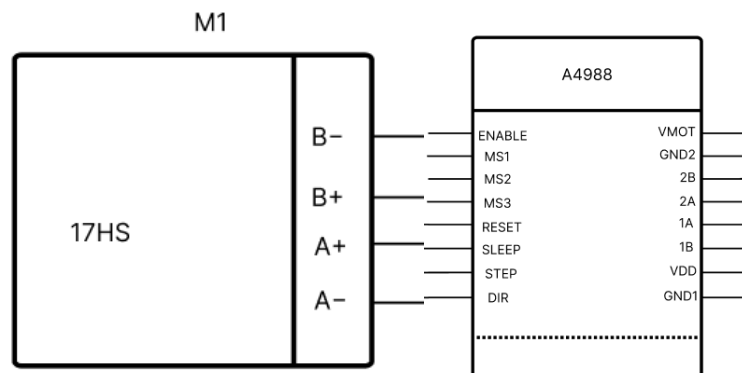 M1
17HS
B-
B+
A+
A-
A4988
ENABLE
MS1
MS2
MS3
RESET
SLEEP
STEP
DIR
VMOT
GND2
2B
2A
1A
1B
VDD
GND1